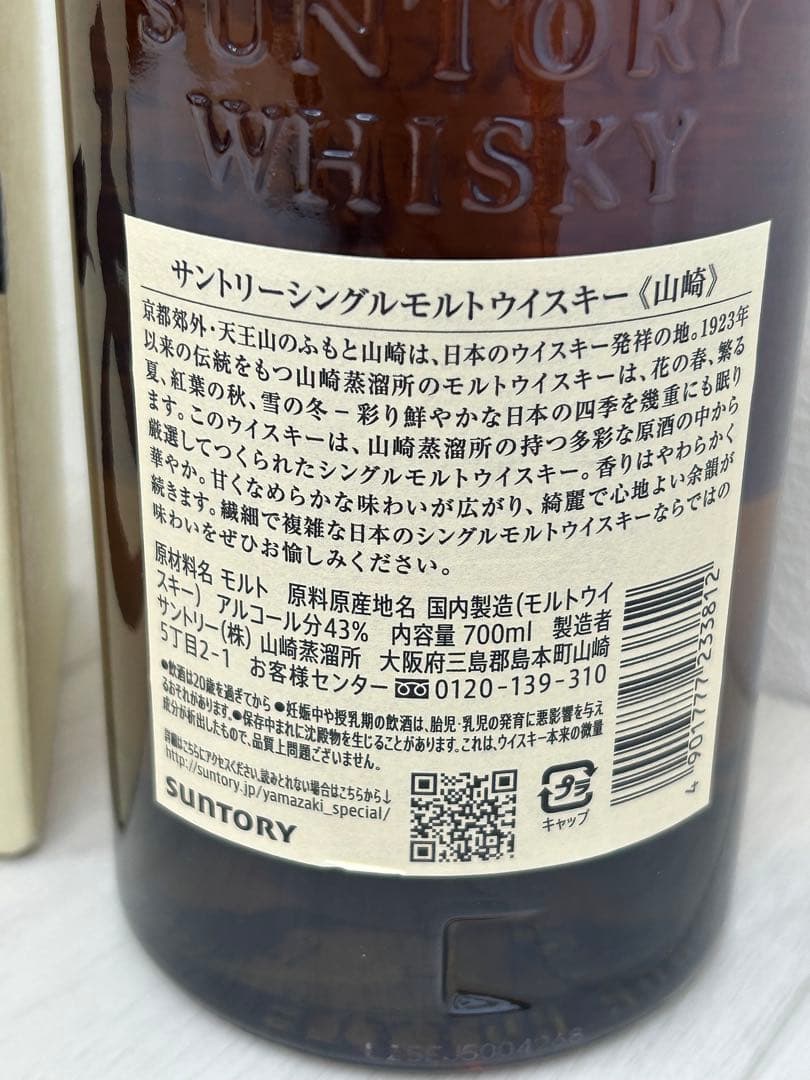 SUNTORY
WHISKY
サントリーシングルモルトウイスキー《山崎》
京都郊外・天王山のふもと山崎は、日本のウイスキー発祥の地。1923年
以来の伝統をもつ山崎蒸溜所のモルトウイスキーは、花の春、繁る
夏、紅葉の秋、雪の冬－彩り鮮やかな日本の四季を幾重にも眠り
ます。このウイスキーは、山崎蒸溜所の持つ多彩な原酒の中から
厳選してつくられたシングルモルトウイスキー。香りはやわらかく
華やか。甘くなめらかな味わいが広がり、綺麗で心地よい余韻が
続きます。繊細で複雑な日本のシングルモルトウイスキーならではの
味わいをぜひお愉しみください。
原材料名 モルト 原料原産地名 国内製造(モルトウイ
スキー) アルコール分43% 内容量 700ml 製造者
サントリー(株) 山崎蒸溜所 大阪府三島郡島本町山崎
5丁目2-1 お客様センター 0120-139-310
●飲酒は20歳を過ぎてから ●妊娠中や授乳期の飲酒は、胎児・乳児の発育に悪影響を与え
るおそれがあります。●保存中まれに沈殿物を生じることがあります。これは、ウイスキー本来の微量
成分が析出したもので、品質上問題ございません。
詳細はこちらにアクセスください。読みとれない場合はこちらから↓
http://suntory.jp/yamazaki_special/
SUNTORY
プラ
キャップ
4 901777 233812